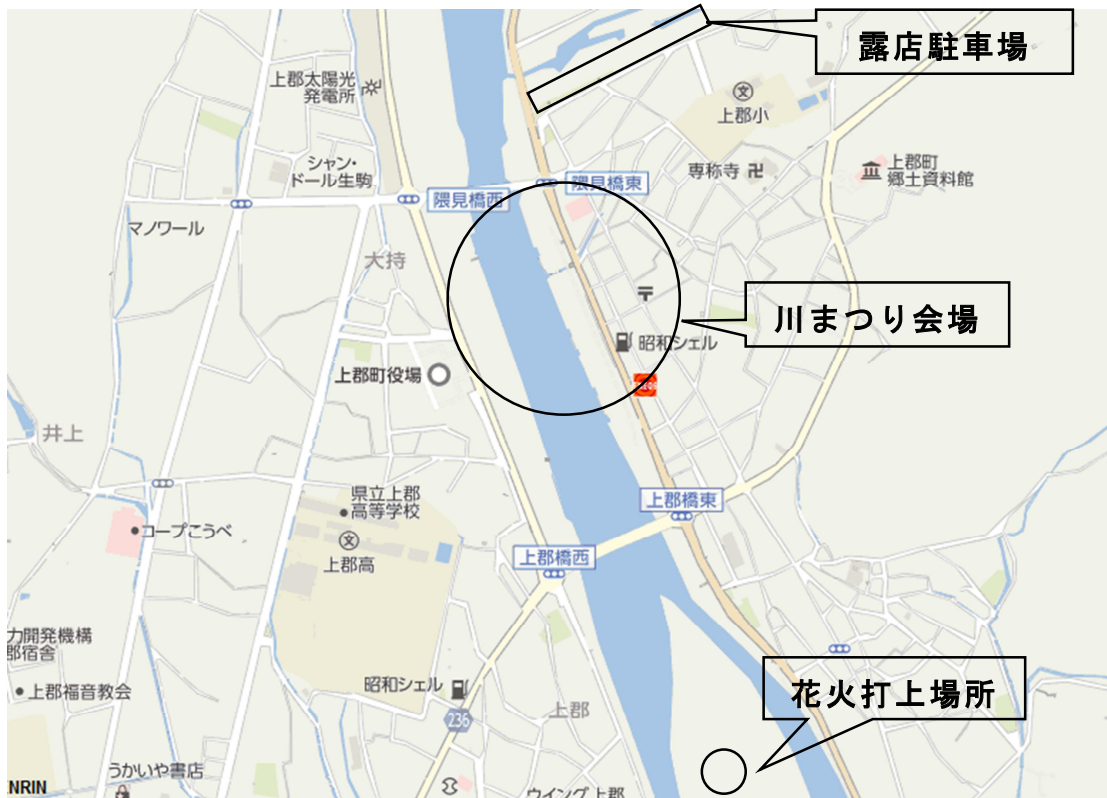 露店駐車場
上郡太陽光
発電所
文
上郡小
シャン・
ドール生駒
専称寺
上郡町
郷土資料館
隈見橋西
隈見橋東
マノワール
大持
川まつり会場
昭和シェル
上郡町役場
井上
県立上郡
高等学校
上郡橋東
コープこうべ
文
上郡高
上郡橋西
力開発機構
郡宿舎
上郡福音教会
昭和シェル
236
上郡
花火打上場所
うかいや書店
ウイング上郡
NRIN